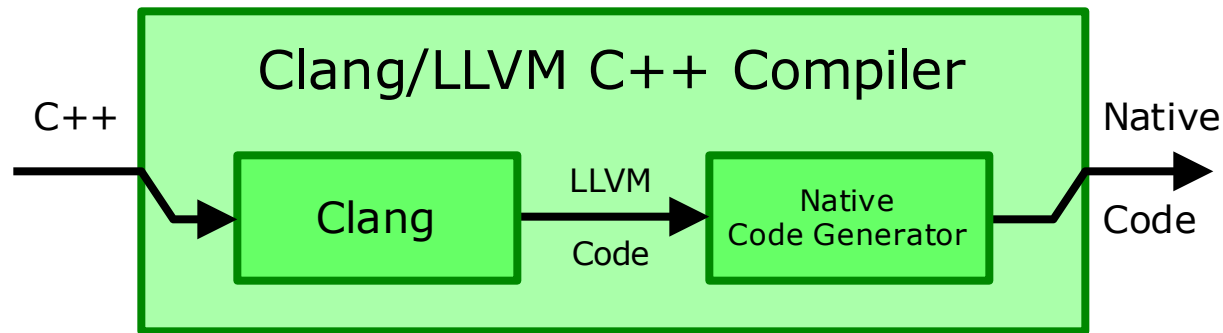 Clang/LLVM C++ Compiler
C++
Clang
LLVM
Code
Native
Code Generator
Native
Code